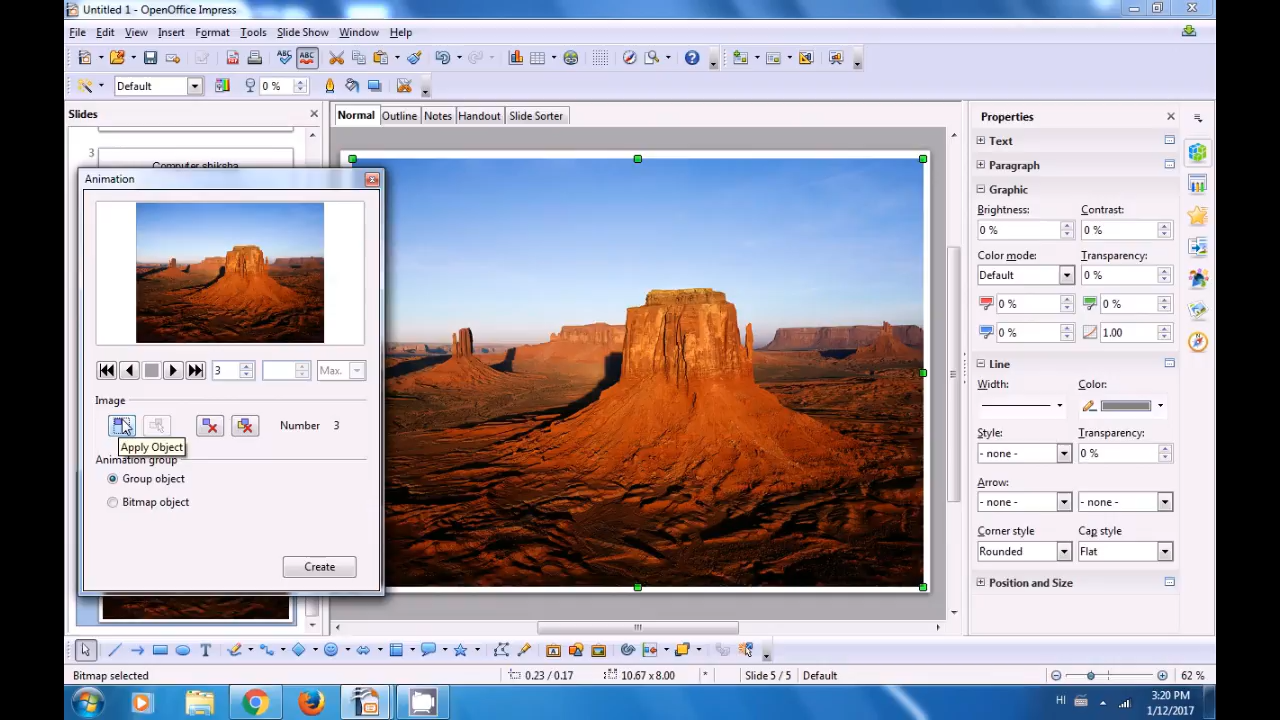 Untitled 1 - OpenOffice Impress
File Edit View Insert Format Tools Slide Show Window Help
Default 0 %
Slides
Normal Outline Notes Handout Slide Sorter
Properties
3
Computer shiksha
Animation
3 Max.
Image
Number 3
Apply Object
Animation group
Group object
Bitmap object
Create
Text
Paragraph
Graphic
Brightness: Contrast:
0 % 0 %
Color mode: Transparency:
Default 0 %
0 % 0 %
0 % 1.00
Line
Width: Color:
Style: Transparency:
- none - 0 %
Arrow:
- none - - none -
Corner style Cap style
Rounded Flat
Position and Size
Bitmap selected 0.23 / 0.17 10.67 x 8.00 * Slide 5 / 5 Default 62 %
HI 3:20 PM
1/12/2017